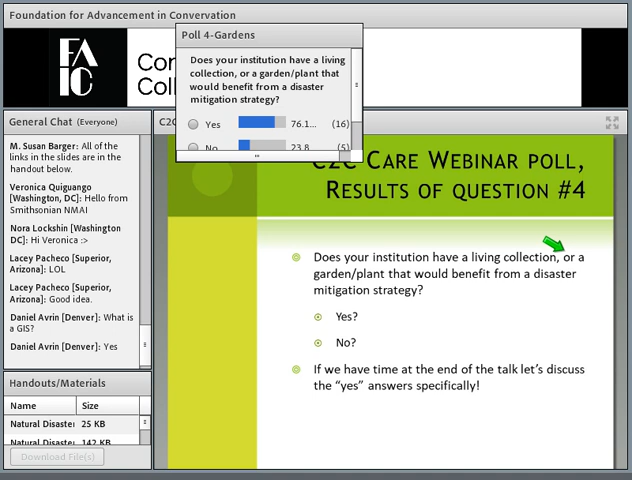 Foundation for Advancement in Convervation
FAIC
Con
Coll
Poll 4-Gardens
Does your institution have a living
collection, or a garden/plant that
would benefit from a disaster
mitigation strategy?
Yes 76.1... (16)
No 23.8 (5)
General Chat (Everyone)
M. Susan Barger: All of the
links in the slides are in the
handout below.
Veronica Quiguango
[Washington, DC]: Hello from
Smithsonian NMAI
Nora Lockshin [Washington
DC]: Hi Veronica :>
Lacey Pacheco [Superior,
Arizona]: LOL
Lacey Pacheco [Superior,
Arizona]: Good idea.
Daniel Avrin [Denver]: What is
a GIS?
Daniel Avrin [Denver]: Yes
Handouts/Materials
Name Size
Natural Disaste 25 KB
Natural Disaste 142 KB
Download File(s)
C2C
C2C Care Webinar poll,
Results of question #4
Does your institution have a living collection, or a
garden/plant that would benefit from a disaster
mitigation strategy?
Yes?
No?
If we have time at the end of the talk let's discuss
the "yes" answers specifically!